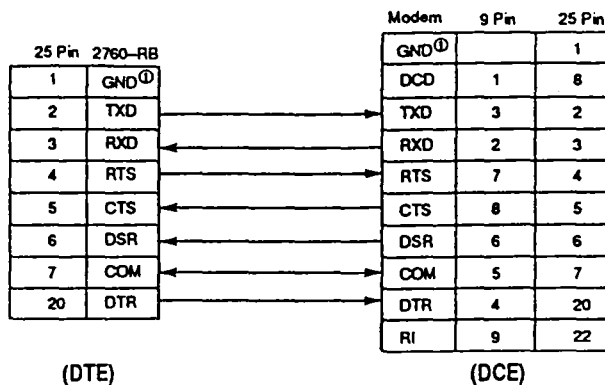 Modem 9 Pin 25 Pin
GND① 1
25 Pin 2760–RB
DCD 1 8
1 GND①
TXD 3 2
2 TXD
RXD 2 3
3 RXD
RTS 7 4
4 RTS
CTS 8 5
5 CTS
DSR 6 6
6 DSR
COM 5 7
7 COM
DTR 4 20
20 DTR
RI 9 22
(DTE) (DCE)